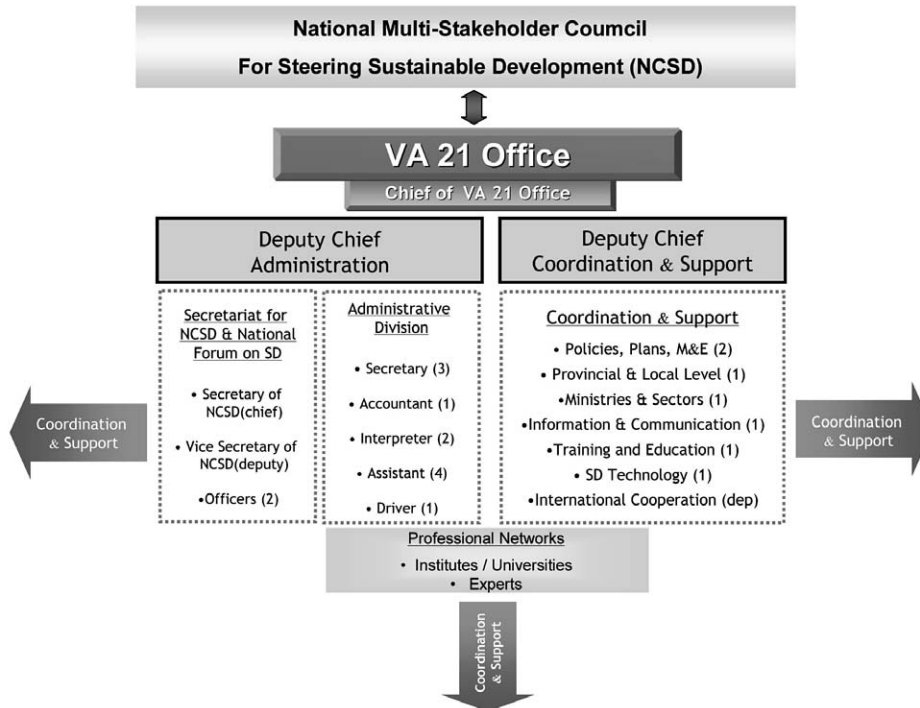 National Multi-Stakeholder Coumcil
For Steering Sustainable Development (NCSD)
VA 21 Office
Chief of VA 21 Office
Deputy Chief
Administration
Deputy Chief
Coordination & Support
Secretariat for
NCSD & National
Forum on SD
• Secretary of
NCSD(chief)
• Vice Secretary of
NCSD(deputy)
•Officers (2)
Administrative
Division
• Secretary (3)
• Accountant (1)
• Interpreter (2)
• Assistant (4)
• Driver (1)
Coordination & Support
• Policies, Plans, M&E (2)
•Provincial & Local Level (1)
•Ministries & Sectors (1)
•Information & Communication (1)
•Training and Education (1)
• SD Technology (1)
•International Cooperation (dep)
Coordination
& Support
Coordination
& Support
Professional Networks
• Institutes / Universities
• Experts
Coordination
& Support